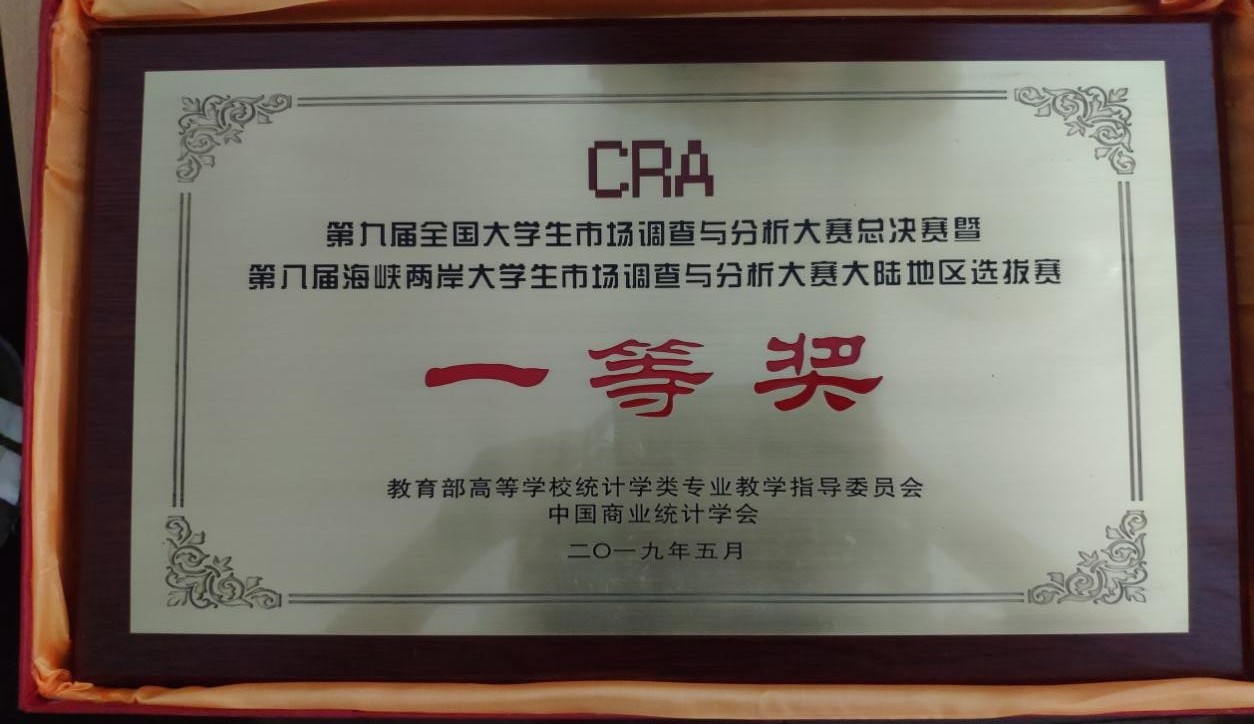 CRA
第九届全国大学生市场调查与分析大赛总决赛暨
第八届海峡两岸大学生市场调查与分析大赛大陆地区选拔赛
一等奖
教育部高等学校统计学类专业教学指导委员会
中国商业统计学会
二〇一九年五月